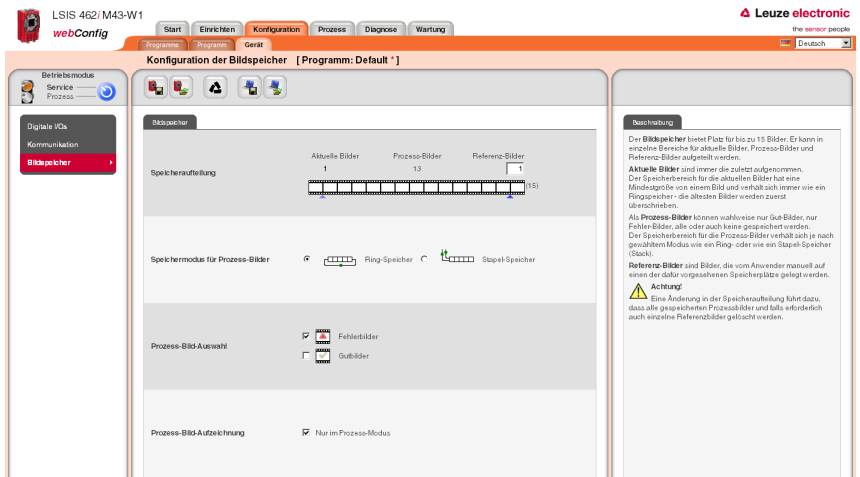 LSIS 462i M43-W1
webConfig
Leuze electronic
the sensor people
Start
Einrichten
Konfiguration
Prozess
Diagnose
Wartung
Programme
Programm
Gerät
Deutsch
Konfiguration der Bildspeicher [ Programm: Default * ]
Betriebsmodus
Service
Prozess
Digitale I/Os
Kommunikation
Bildspeicher
Bildspeicher
Aktuelle Bilder
Prozess-Bilder
Referenz-Bilder
Speicheraufteilung
1
13
1
(15)
Speichermodus für Prozess-Bilder
Ring-Speicher
Stapel-Speicher
Prozess-Bild-Auswahl
Fehlerbilder
Gutbilder
Prozess-Bild-Aufzeichnung
Nur im Prozess-Modus
Beschreibung
Der Bildspeicher bietet Platz für bis zu 15 Bilder. Er kann in
einzelne Bereiche für aktuelle Bilder, Prozess-Bilder und
Referenz-Bilder aufgeteilt werden.
Aktuelle Bilder sind immer die zuletzt aufgenommen.
Der Speicherbereich für die aktuellen Bilder hat eine
Mindestgröße von einem Bild und verhält sich immer wie ein
Ringspeicher - die ältesten Bilder werden zuerst
überschrieben.
Als Prozess-Bilder können wahlweise nur Gut-Bilder, nur
Fehler-Bilder, alle oder auch keine gespeichert werden.
Der Speicherbereich für die Prozess-Bilder verhält sich je nach
gewähltem Modus wie ein Ring- oder wie ein Stapel-Speicher
(Stack).
Referenz-Bilder sind Bilder, die vom Anwender manuell auf
einen der dafür vorgesehenen Speicherplätze gelegt werden.
Achtung!
Eine Änderung in der Speicheraufteilung führt dazu,
dass alle gespeicherten Prozessbilder und falls erforderlich
auch einzelne Referenzbilder gelöscht werden.